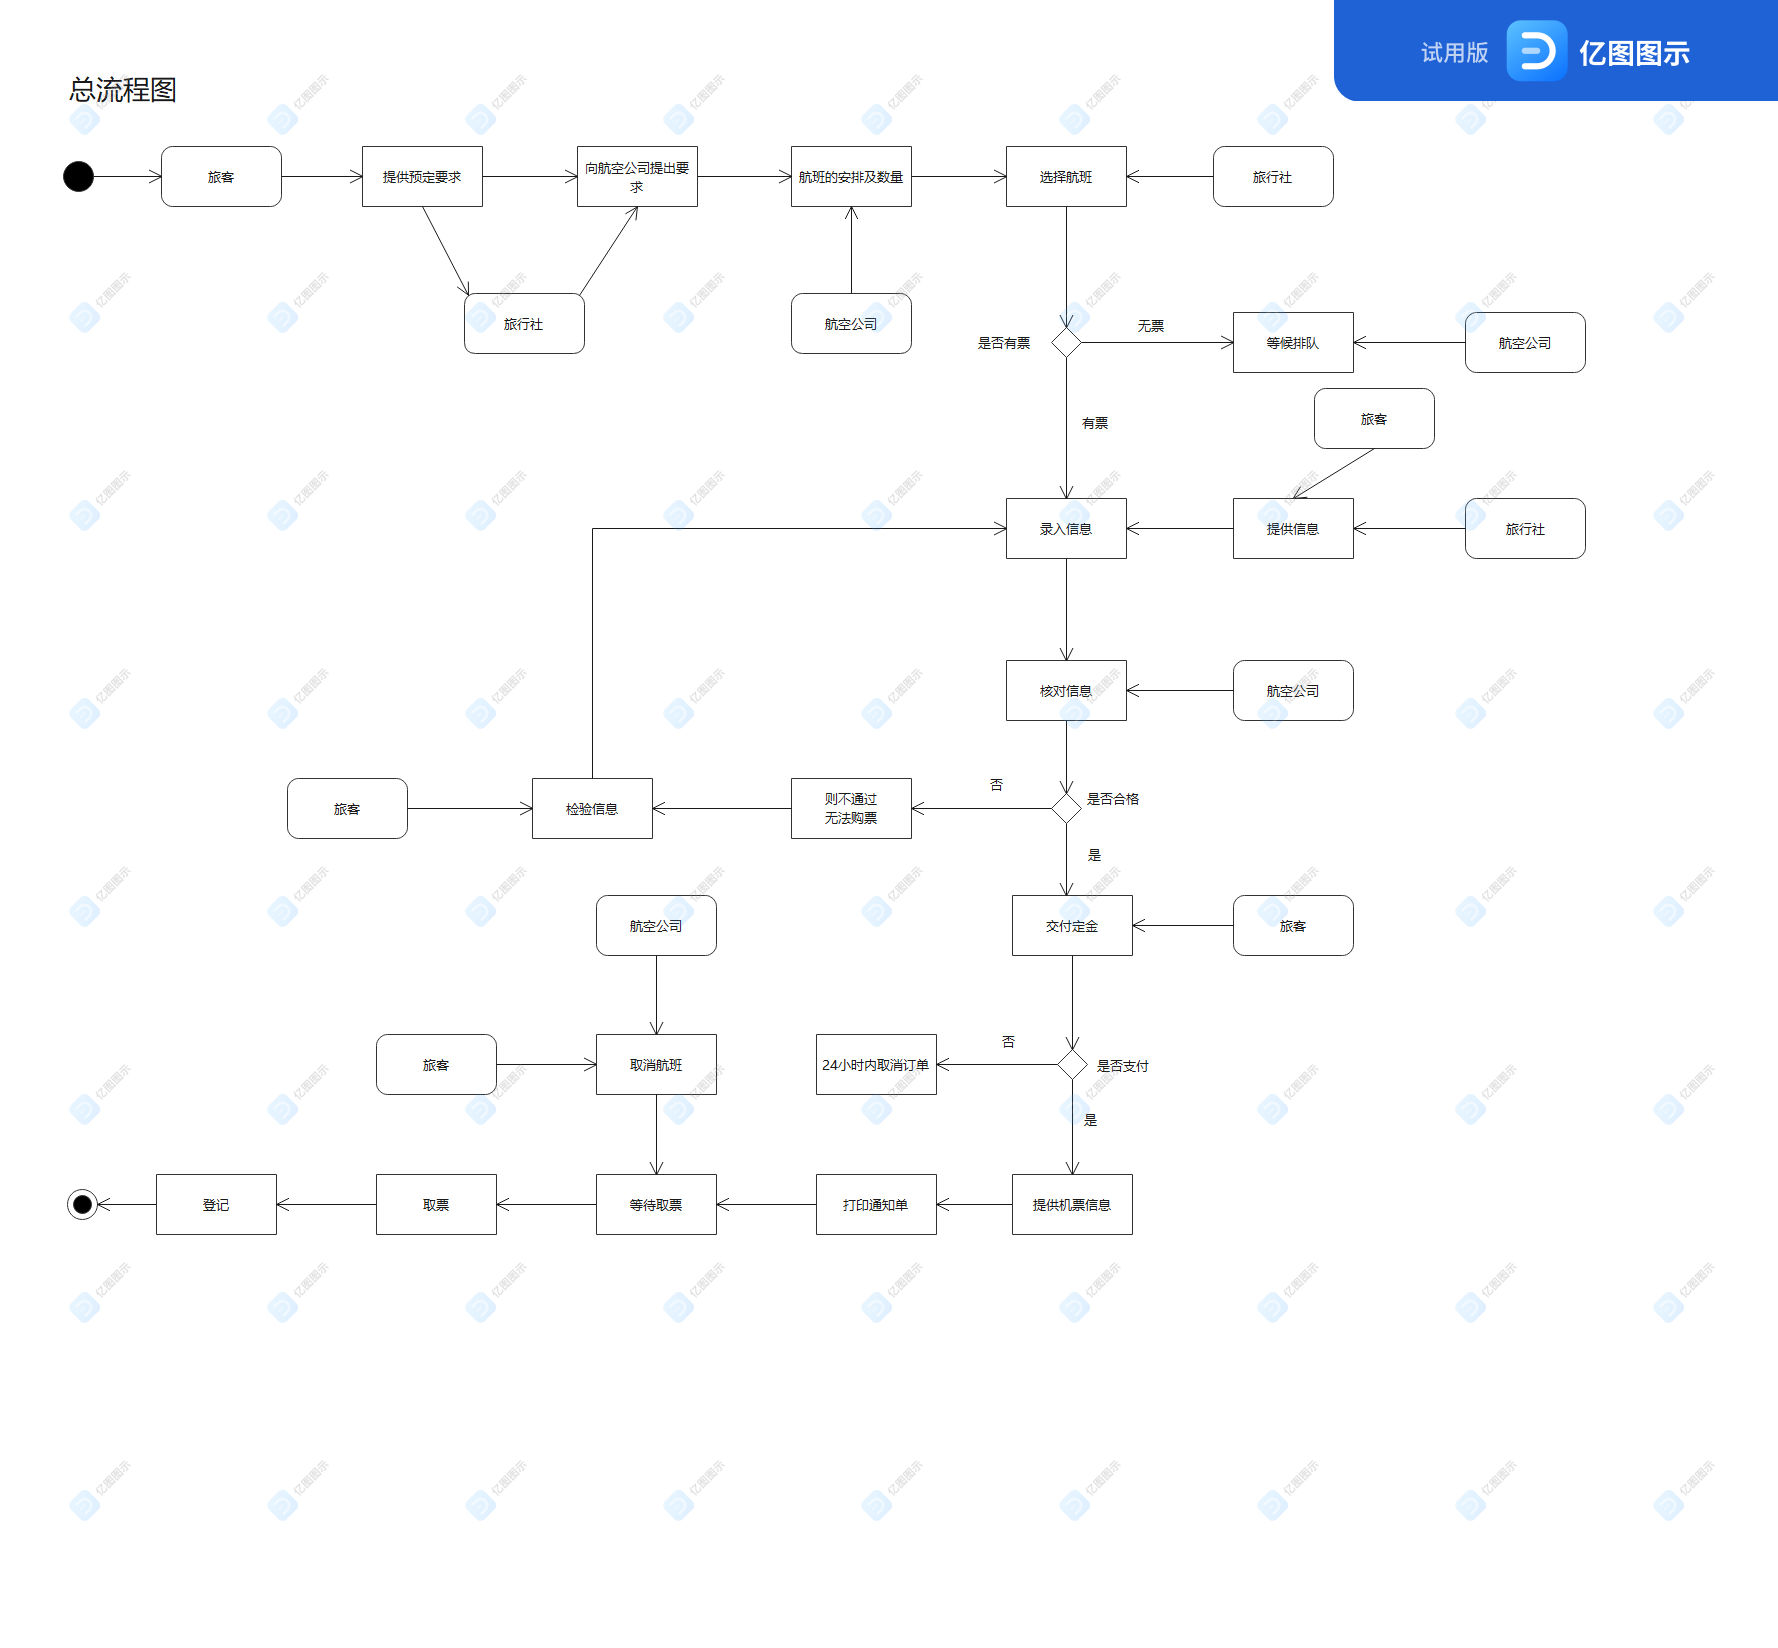 试用版
亿图图示
总流程图
旅客
提供预定要求
向航空公司提出要
求
航班的安排及数量
选择航班
旅行社
旅行社
航空公司
是否有票
无票
等候排队
航空公司
旅客
有票
录入信息
提供信息
旅行社
核对信息
航空公司
旅客
检验信息
则不通过
无法购票
否
是否合格
是
航空公司
交付定金
旅客
旅客
取消航班
24小时内取消订单
否
是否支付
是
登记
取票
等待取票
打印通知单
提供机票信息